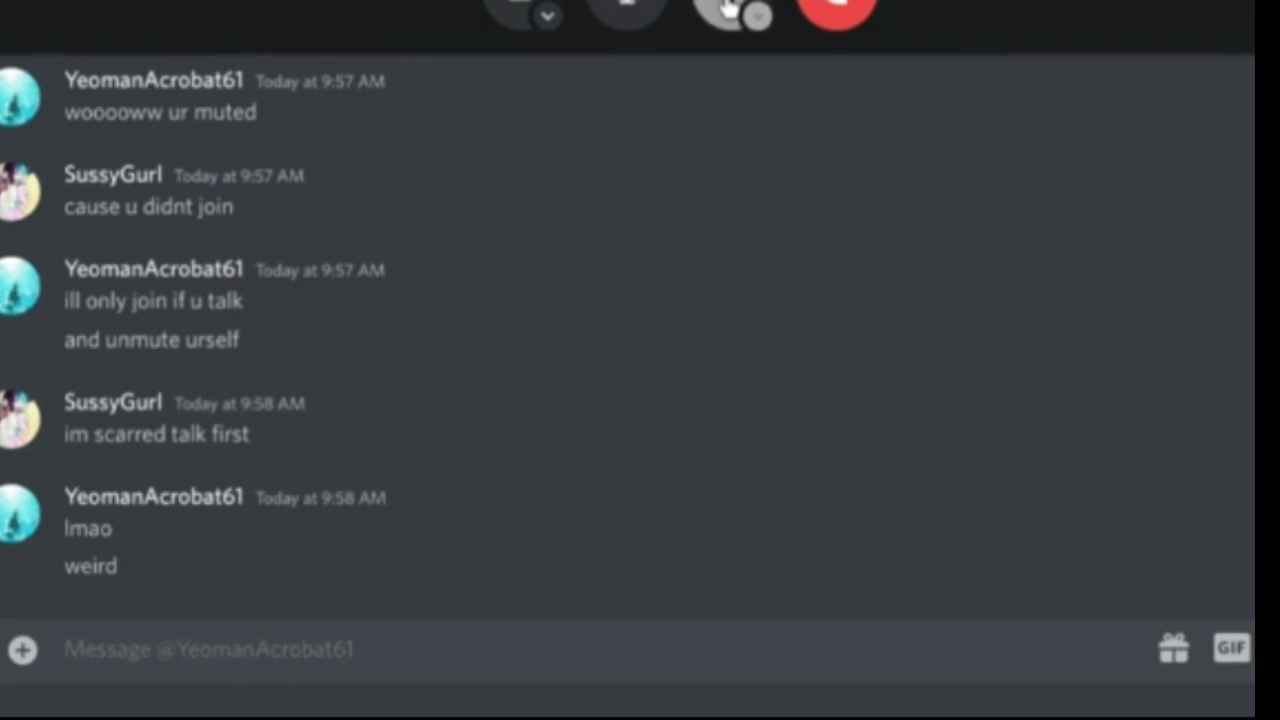 YeomanAcrobat61 Today at 9:57 AM
wooooww ur muted
SussyGurl Today at 9:57 AM
cause u didnt join
YeomanAcrobat61 Today at 9:57 AM
ill only join if u talk
and unmute urself
SussyGurl Today at 9:58 AM
im scarred talk first
YeomanAcrobat61 Today at 9:58 AM
lmao
weird
Message @YeomanAcrobat61 GIF